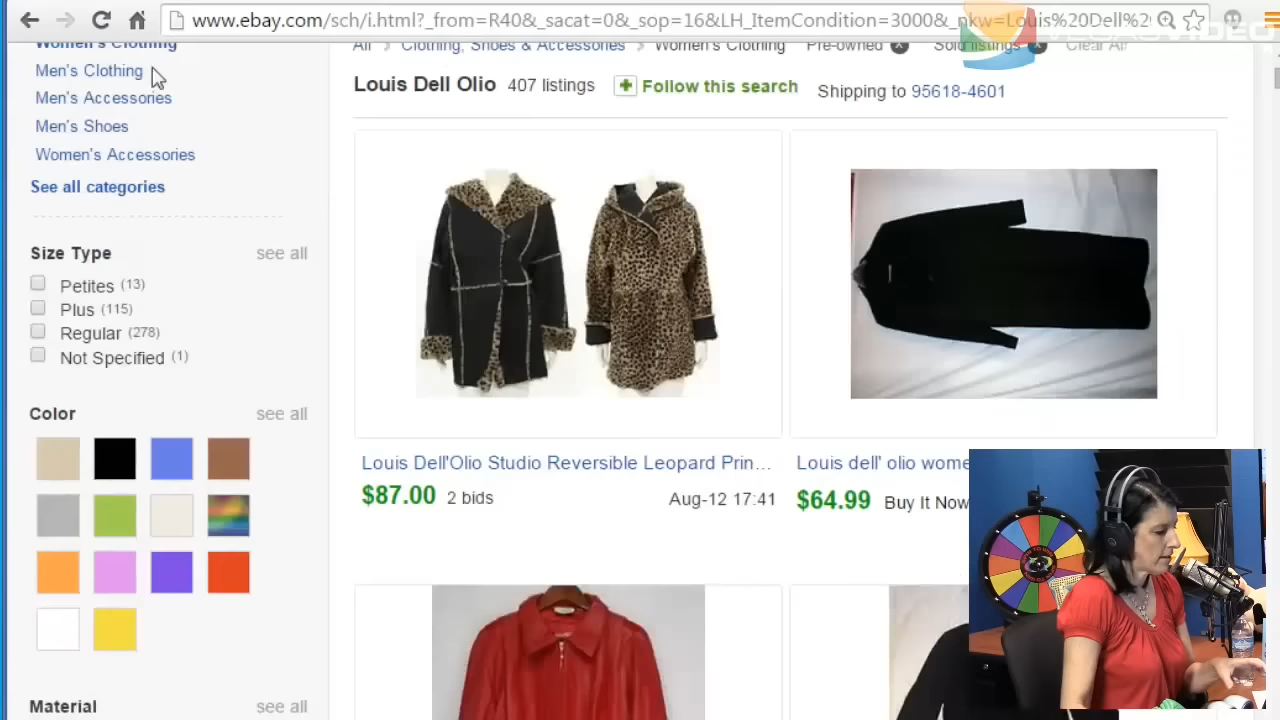 www.ebay.com/sch/i.html?_from=R40&_sacat=0&_sop=16&LH_ItemCondition=3000&_nkw=Louis%20Dell%2
Women's Clothing
Men's Clothing
Men's Accessories
Men's Shoes
Women's Accessories
See all categories
Size Type see all
Petites (13)
Plus (115)
Regular (278)
Not Specified (1)
Color see all
Material see all
All > Clothing, Shoes & Accessories > Women's Clothing Pre-owned Sold listings Clear All
Louis Dell Olio 407 listings Follow this search Shipping to 95618-4601
Louis Dell'Olio Studio Reversible Leopard Prin...
$87.00 2 bids Aug-12 17:41
Louis dell' olio wome
$64.99 Buy It Now